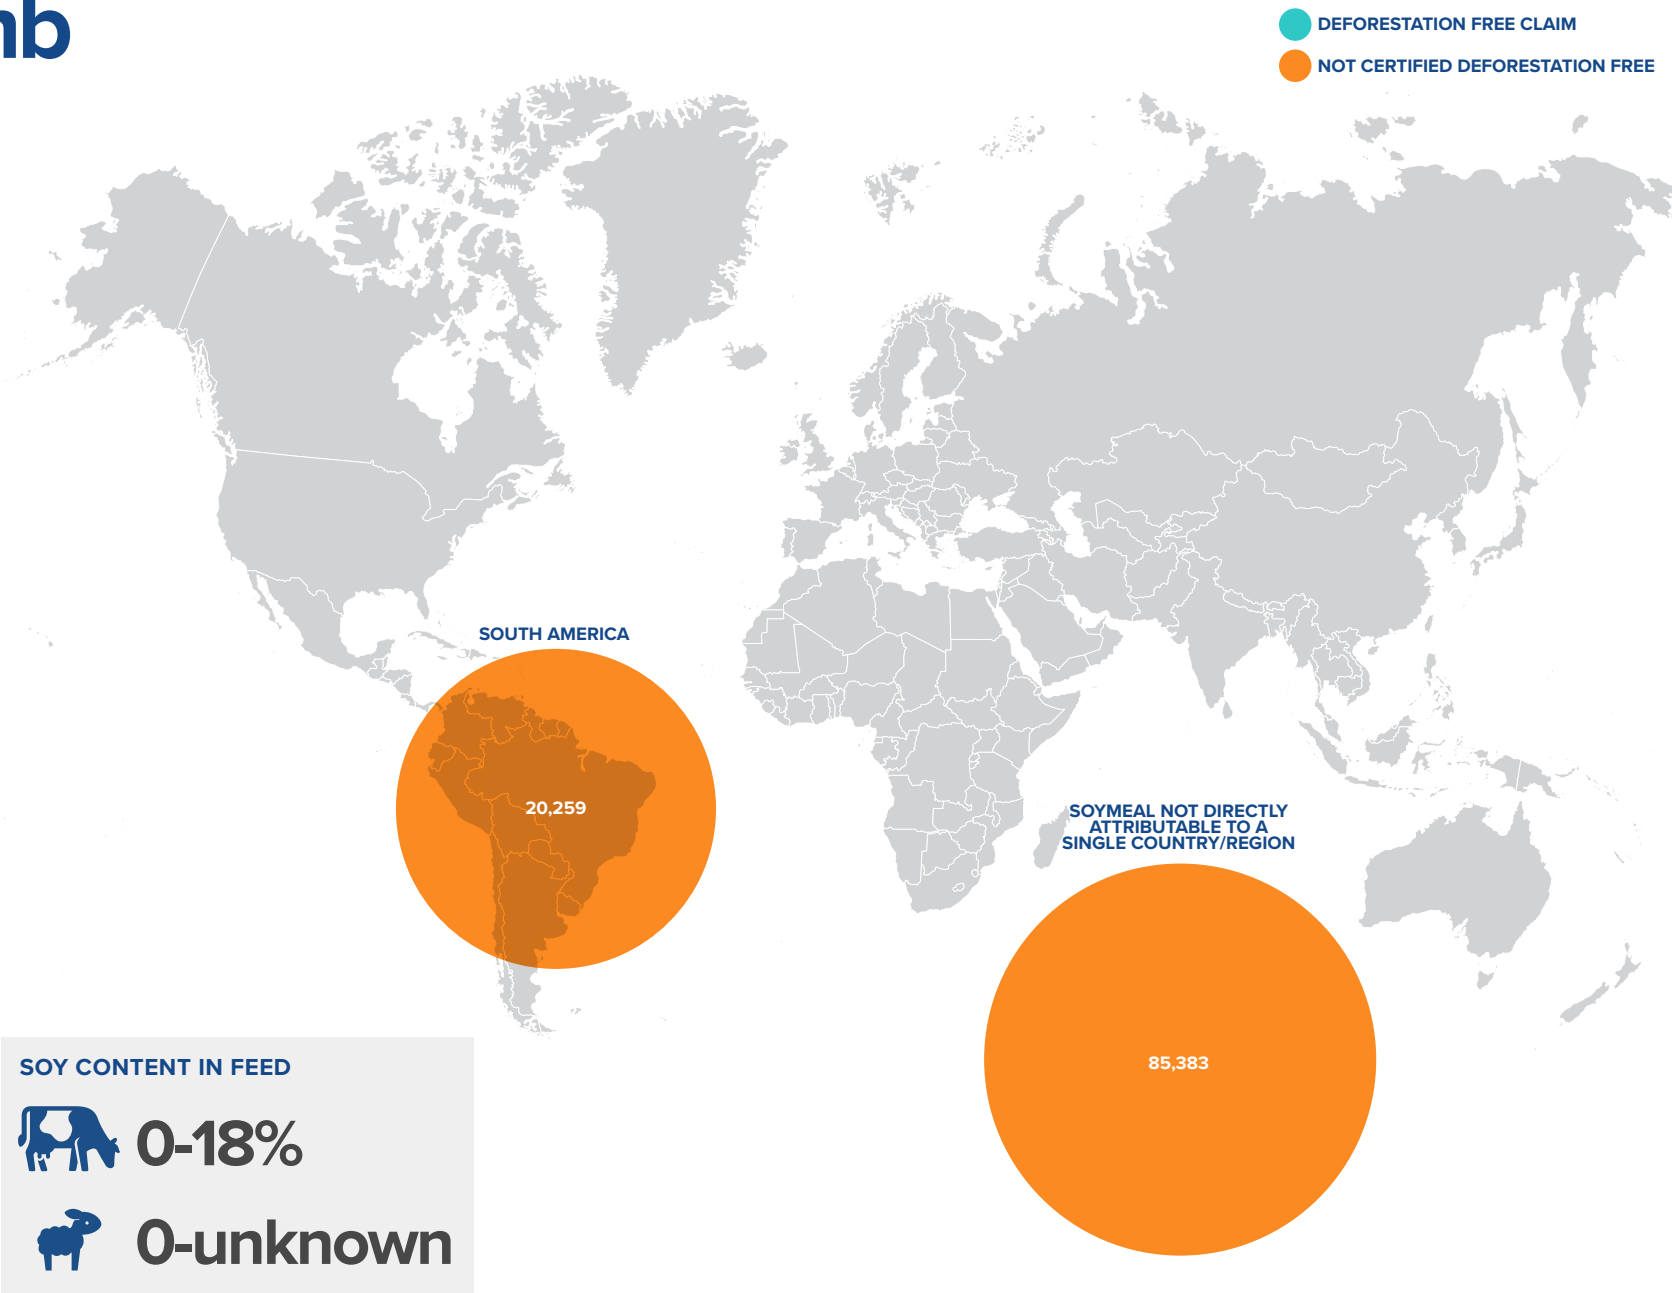 DEFORESTATION FREE CLAIM
NOT CERTIFIED DEFORESTATION FREE
SOUTH AMERICA
20,259
SOYMEAL NOT DIRECTLY
ATTRIBUTABLE TO A
SINGLE COUNTRY/REGION
85,383
SOY CONTENT IN FEED
0-18%
0-unknown